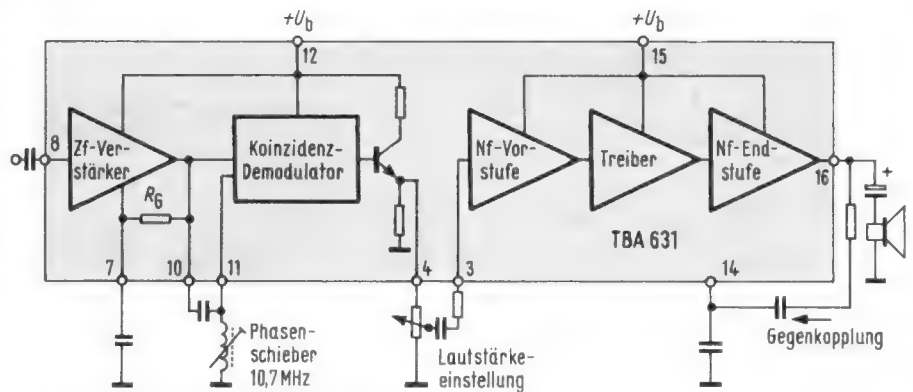 +U_b
+U_b
12
15
8
Zf-Ver-
stärker
Koinzidenz-
Demodulator
Nf-Vor-
stufe
Treiber
Nf-End-
stufe
16
+
R_G
TBA 631
7
10
11
4
3
14
Phasen-
schieber
10,7 MHz
Lautstärke-
einstellung
Gegenkopplung